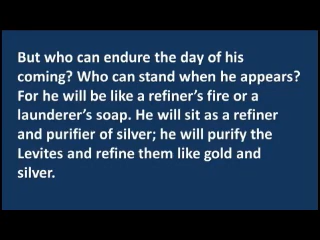 But who can endure the day of his
coming? Who can stand when he appears?
For he will be like a refiner’s fire or a
launderer’s soap. He will sit as a refiner
and purifier of silver; he will purify the
Levites and refine them like gold and
silver.